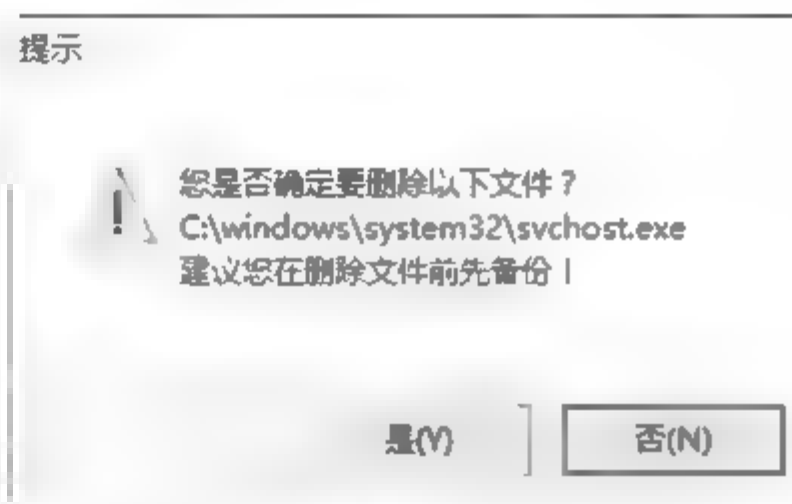 提示
您是否确定要删除以下文件？
C:\windows\system32\svchost.exe
建议您在删除文件前先备份！
是(Y)
否(N)